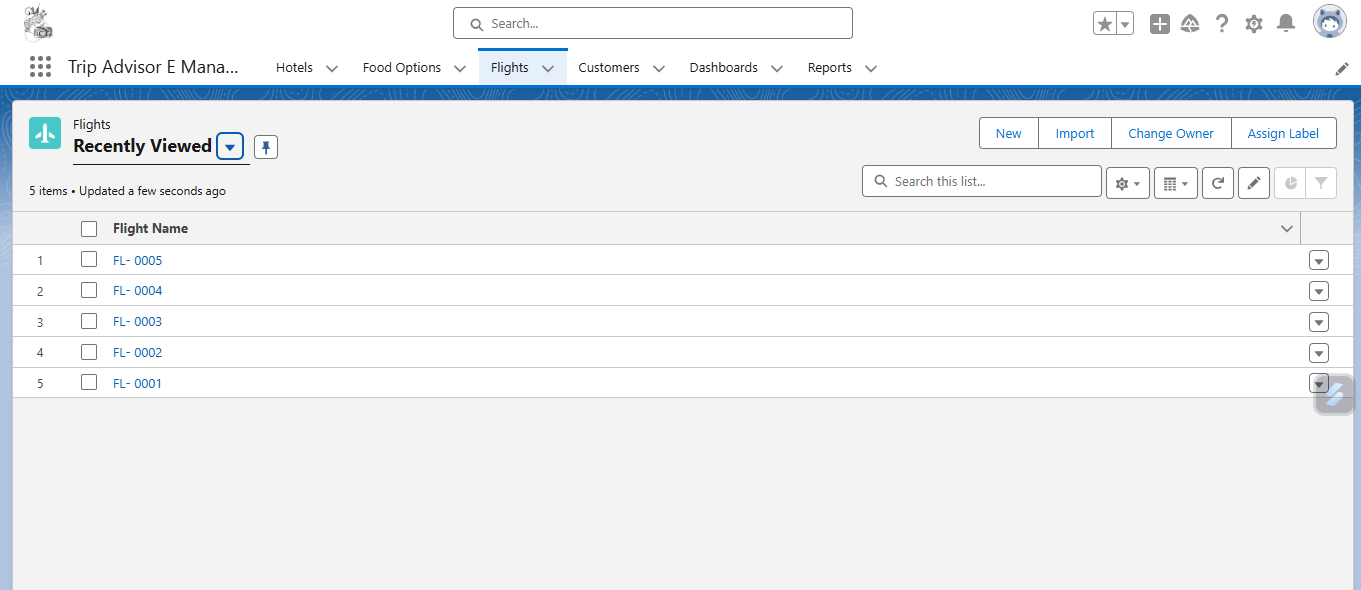 Search...
Trip Advisor E Mana...
Hotels
Food Options
Flights
Customers
Dashboards
Reports
Flights
Recently Viewed
New
Import
Change Owner
Assign Label
5 items • Updated a few seconds ago
Search this list...
Flight Name
1 FL- 0005
2 FL- 0004
3 FL- 0003
4 FL- 0002
5 FL- 0001